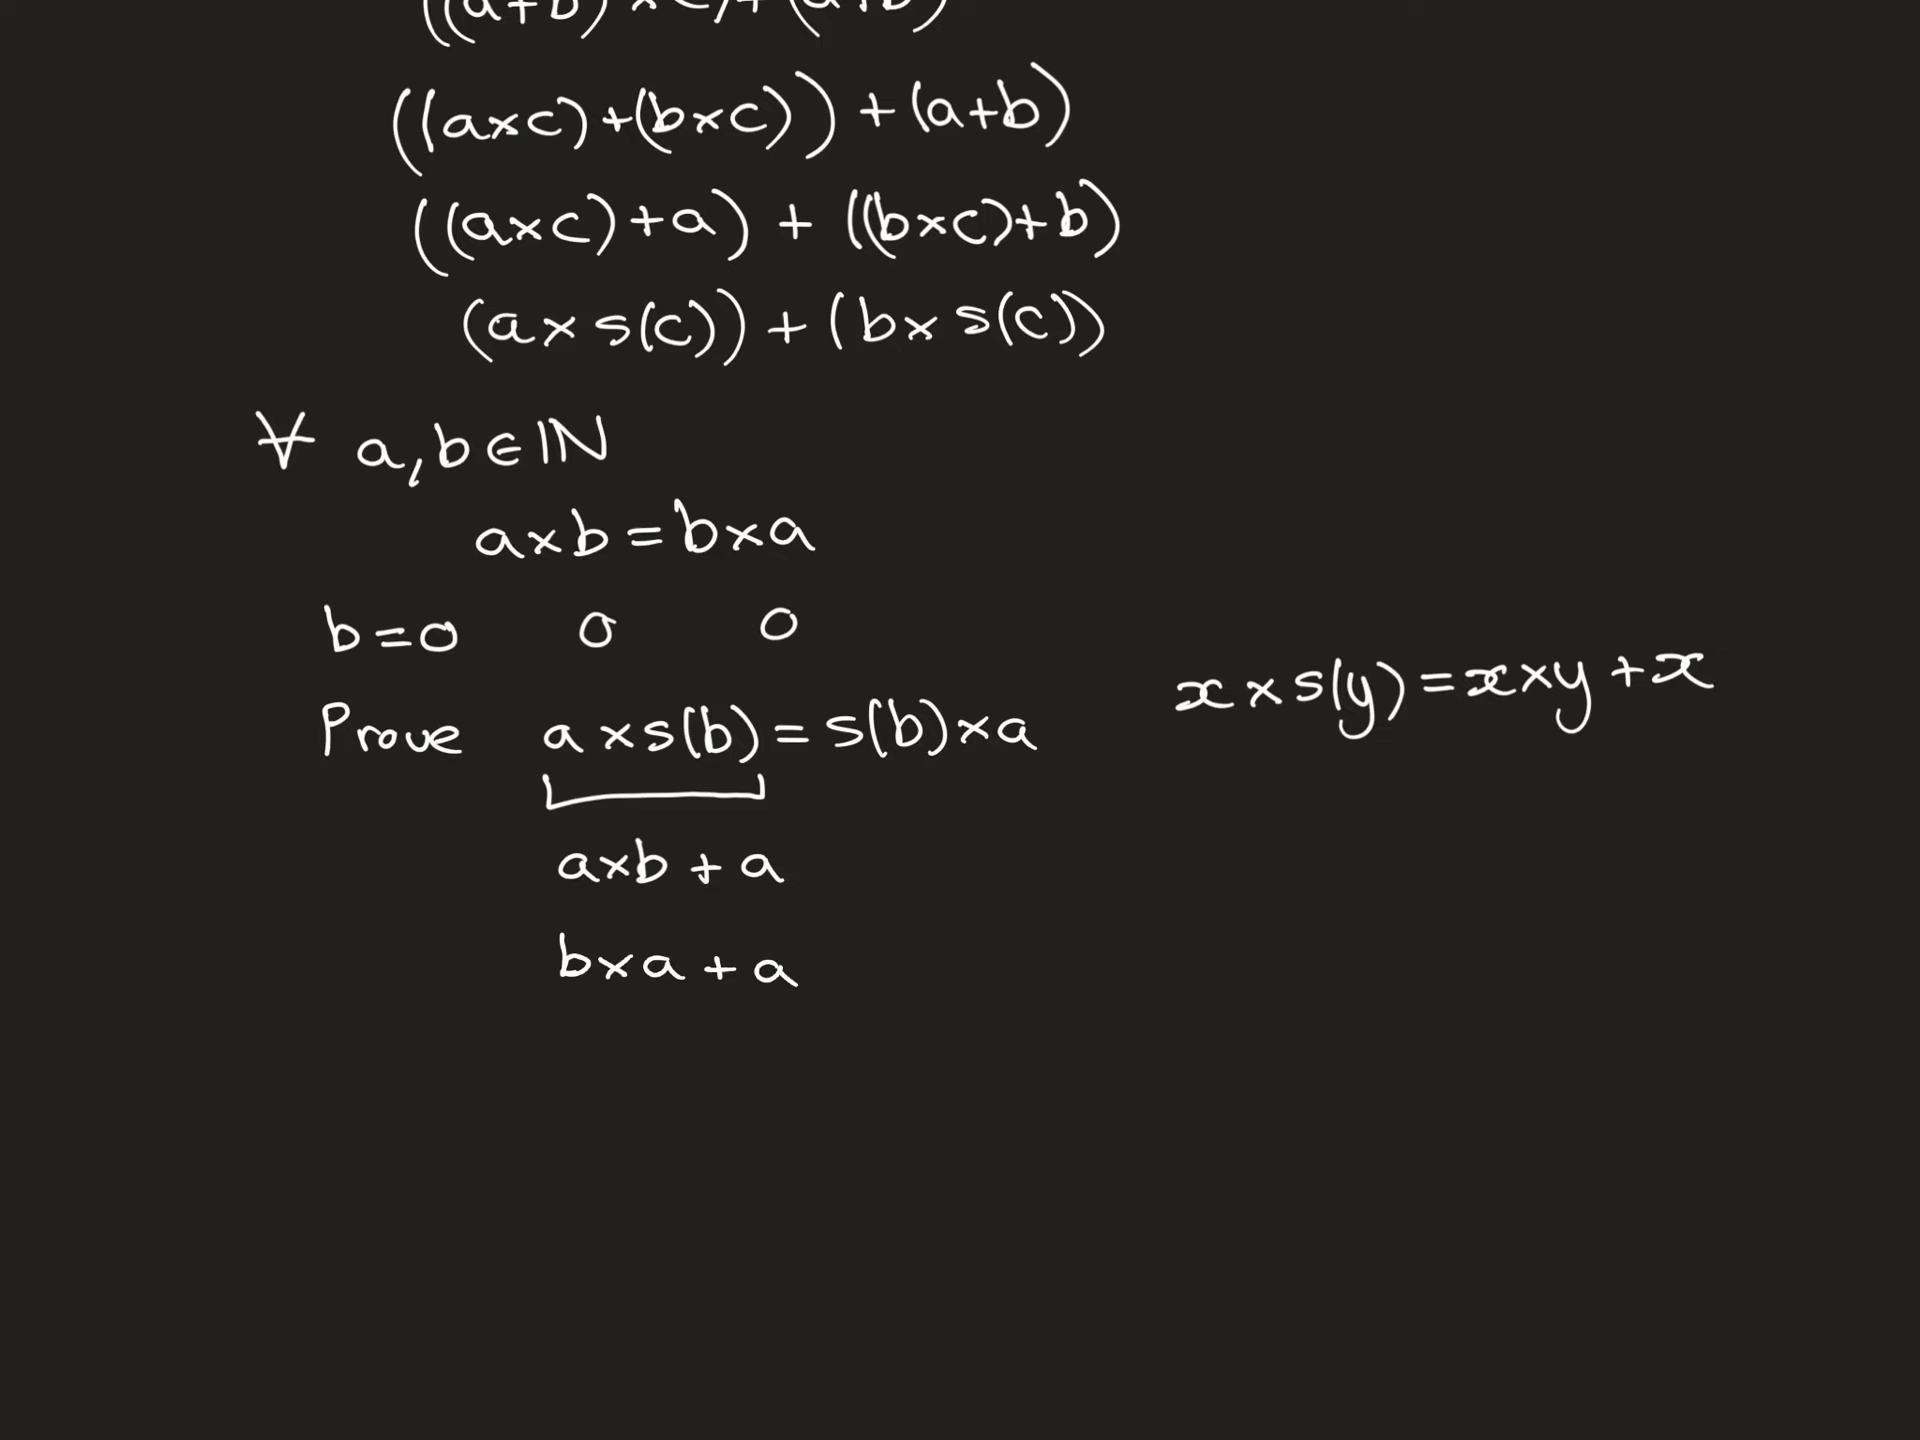 ((a+b)×c)+(a+b)
((a×c)+(b×c))+(a+b)
((a×c)+a) + ((b×c)+b)
(a×s(c))+(b×s(c))
∀ a,b∈ℕ
a×b=b×a
b=0 0 0
x×s(y)=x×y+x
Prove a×s(b)=s(b)×a
a×b+a
b×a+a